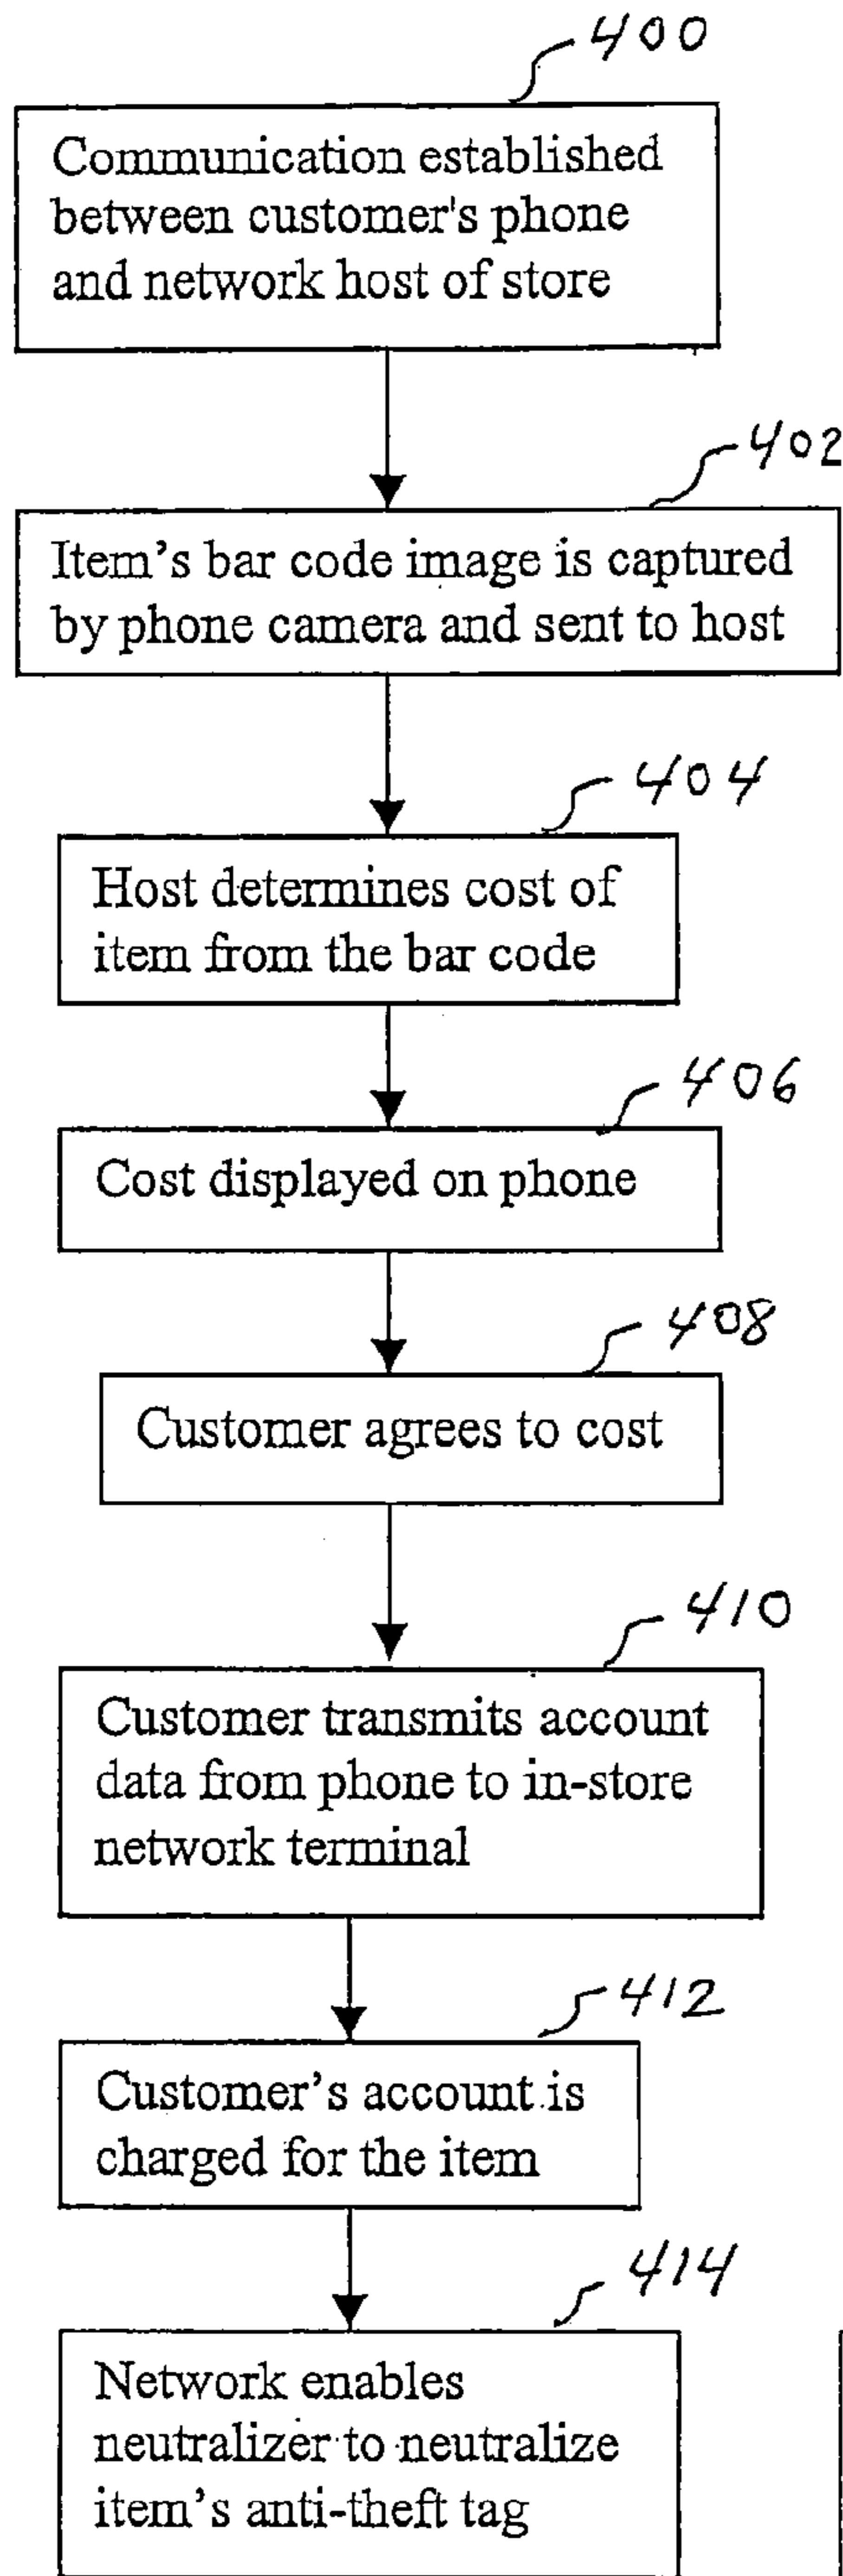 400
Communication established
between customer's phone
and network host of store
402
Item's bar code image is captured
by phone camera and sent to host
404
Host determines cost of
item from the bar code
406
Cost displayed on phone
408
Customer agrees to cost
410
Customer transmits account
data from phone to in-store
network terminal
412
Customer's account is
charged for the item
414
Network enables
neutralizer to neutralize
item's anti-theft tag